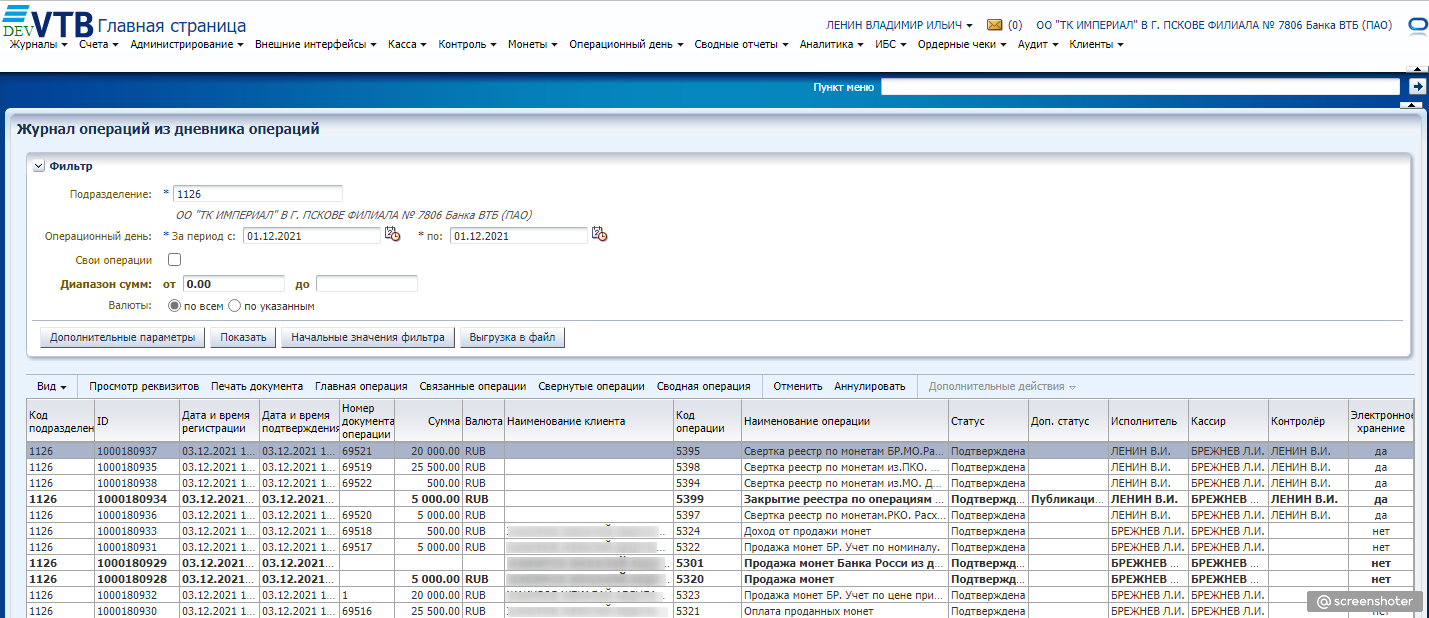 DEV VTB Главная страница
ЛЕНИН ВЛАДИМИР ИЛЬИЧ (0) ОО "ТК ИМПЕРИАЛ" В Г. ПСКОВЕ ФИЛИАЛА № 7806 Банка ВТБ (ПАО)
Журналы Счета Администрирование Внешние интерфейсы Касса Контроль Монеты Операционный день Сводные отчеты Аналитика ИБС Ордерные чеки Аудит Клиенты
Пункт меню
Журнал операций из дневника операций
Фильтр
Подразделение: * 1126
ОО "ТК ИМПЕРИАЛ" В Г. ПСКОВЕ ФИЛИАЛА № 7806 Банка ВТБ (ПАО)
Операционный день: * За период с: 01.12.2021 * по: 01.12.2021
Свои операции
Диапазон сумм: от 0.00 до
Валюты: по всем по указанным
Дополнительные параметры Показать Начальные значения фильтра Выгрузка в файл
Вид Просмотр реквизитов Печать документа Главная операция Связанные операции Свернутые операции Сводная операция Отменить Аннулировать Дополнительные действия
Код подразделен ID Дата и время регистрации Дата и время подтверждения Номер документа операции Сумма Валюта Наименование клиента Код операции Наименование операции Статус Доп. статус Исполнитель Кассир Контролёр Электронное хранение
1126 1000180937 03.12.2021 1... 03.12.2021 1... 69521 20 000.00 RUB 5395 Свертка реестр по монетам БР.МО.Ра... Подтверждена ЛЕНИН В.И. БРЕЖНЕВ Л.И. ЛЕНИН В.И. да
1126 1000180935 03.12.2021 1... 03.12.2021 1... 69519 25 500.00 RUB 5398 Свертка реестр по монетам из.ПКО. ... Подтверждена ЛЕНИН В.И. БРЕЖНЕВ Л.И. ЛЕНИН В.И. да
1126 1000180938 03.12.2021 1... 03.12.2021 1... 69522 500.00 RUB 5394 Свертка реестр по монетам из.МО. Д... Подтверждена ЛЕНИН В.И. БРЕЖНЕВ Л.И. ЛЕНИН В.И. да
1126 1000180934 03.12.2021... 03.12.2021... 5 000.00 RUB 5399 Закрытие реестра по операциям ... Подтвержд... Публикаци... ЛЕНИН В.И. БРЕЖНЕВ ... ЛЕНИН В.И. да
1126 1000180936 03.12.2021 1... 03.12.2021 1... 69520 5 000.00 RUB 5397 Свертка реестр по монетам.РКО. Расх... Подтверждена ЛЕНИН В.И. БРЕЖНЕВ Л.И. ЛЕНИН В.И. да
1126 1000180933 03.12.2021 1... 03.12.2021 1... 69518 500.00 RUB 5324 Доход от продажи монет Подтверждена БРЕЖНЕВ Л.И. БРЕЖНЕВ Л.И. нет
1126 1000180931 03.12.2021 1... 03.12.2021 1... 69517 5 000.00 RUB 5322 Продажа монет БР. Учет по номиналу. Подтверждена БРЕЖНЕВ Л.И. БРЕЖНЕВ Л.И. нет
1126 1000180929 03.12.2021... 03.12.2021... 5301 Продажа монет Банка Росси из д... Подтвержд... БРЕЖНЕВ ... БРЕЖНЕВ ... нет
1126 1000180928 03.12.2021... 03.12.2021... 5 000.00 RUB 5320 Продажа монет Подтвержд... БРЕЖНЕВ ... БРЕЖНЕВ ... нет
1126 1000180932 03.12.2021 1... 03.12.2021 1... 1 20 000.00 RUB 5323 Продажа монет БР. Учет по цене при... Подтверждена БРЕЖНЕВ Л.И. БРЕЖНЕВ Л.И.
1126 1000180930 03.12.2021 1... 03.12.2021 1... 69516 25 500.00 RUB 5321 Оплата проданных монет Подтверждена БРЕЖНЕВ Л.И. БРЕЖНЕВ Л.И.
@screenshoter